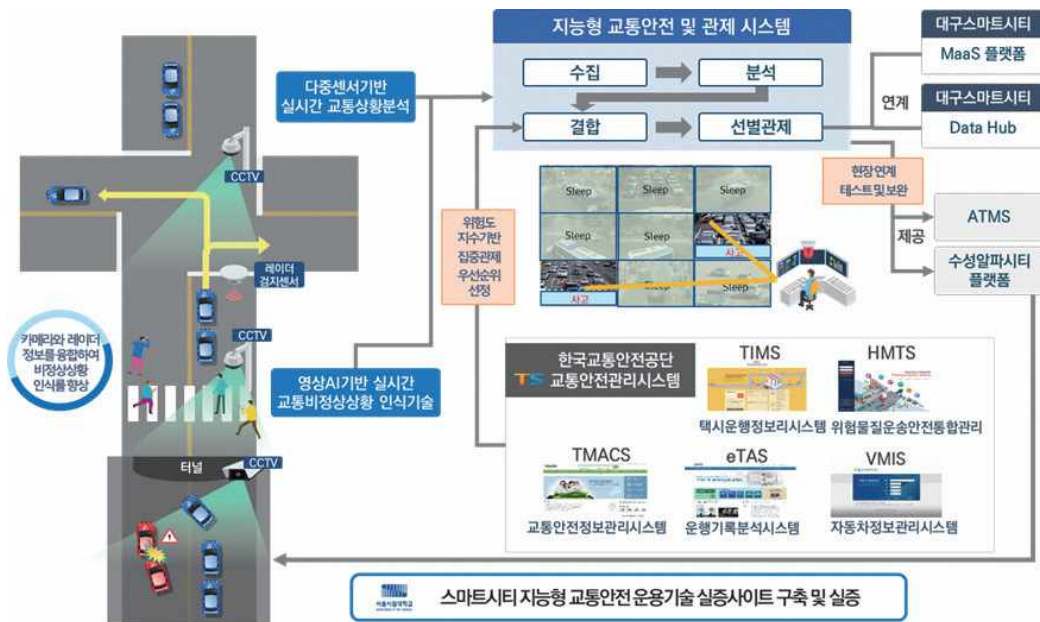 지능형 교통안전 및 관제 시스템
수집
분석
결합
선별관제
대구스마트시티
MaaS 플랫폼
연계
대구스마트시티
Data Hub
다중센서기반
실시간 교통상황분석
CCTV
레이더
검지센서
CCTV
카메라와 레이더
정보를 융합하여
비정상상황
인식률 향상
영상AI기반 실시간
교통비정상상황 인식기술
터널
CCTV
위험도
지수기반
집중관제
우선순위
선정
Sleep
Sleep
Sleep
Sleep
Sleep
사고
사고
Sleep
Sleep
현장연계
테스트 및 보완
제공
ATMS
수성알파시티
플랫폼
한국교통안전공단
TS 교통안전관리시스템
TIMS
택시운행정보리시스템
HMTS
위험물질운송안전통합관리
TMACS
교통안전정보관리시스템
eTAS
운행기록분석시스템
VMIS
자동차정보관리시스템
서울시립대학교
스마트시티 지능형 교통안전 운용기술 실증사이트 구축 및 실증